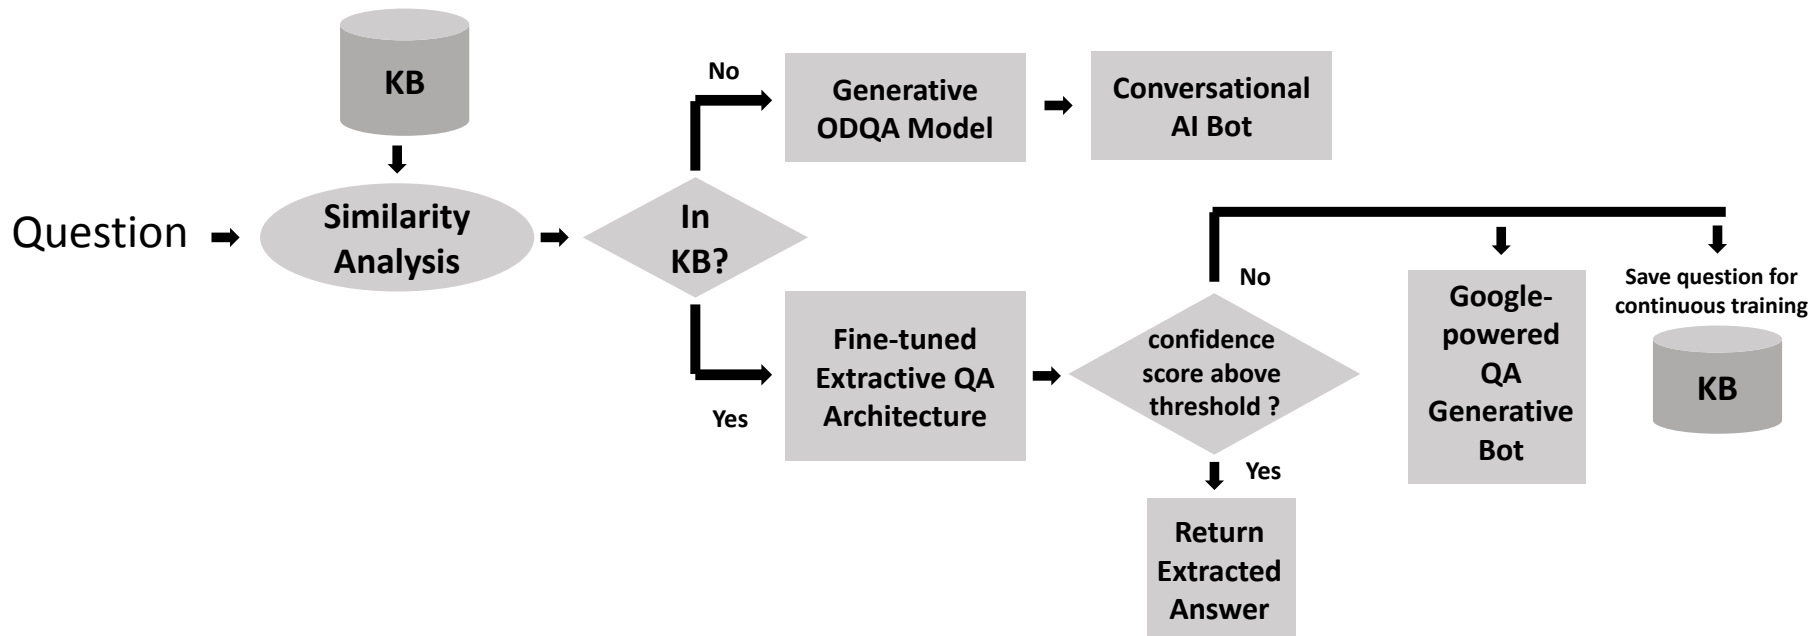 KB
Question
Similarity
Analysis
In
KB?
No
Generative
ODQA Model
Conversational
AI Bot
Yes
Fine-tuned
Extractive QA
Architecture
confidence
score above
threshold ?
No
Google-
powered
QA
Generative
Bot
Save question for
continuous training
KB
Yes
Return
Extracted
Answer